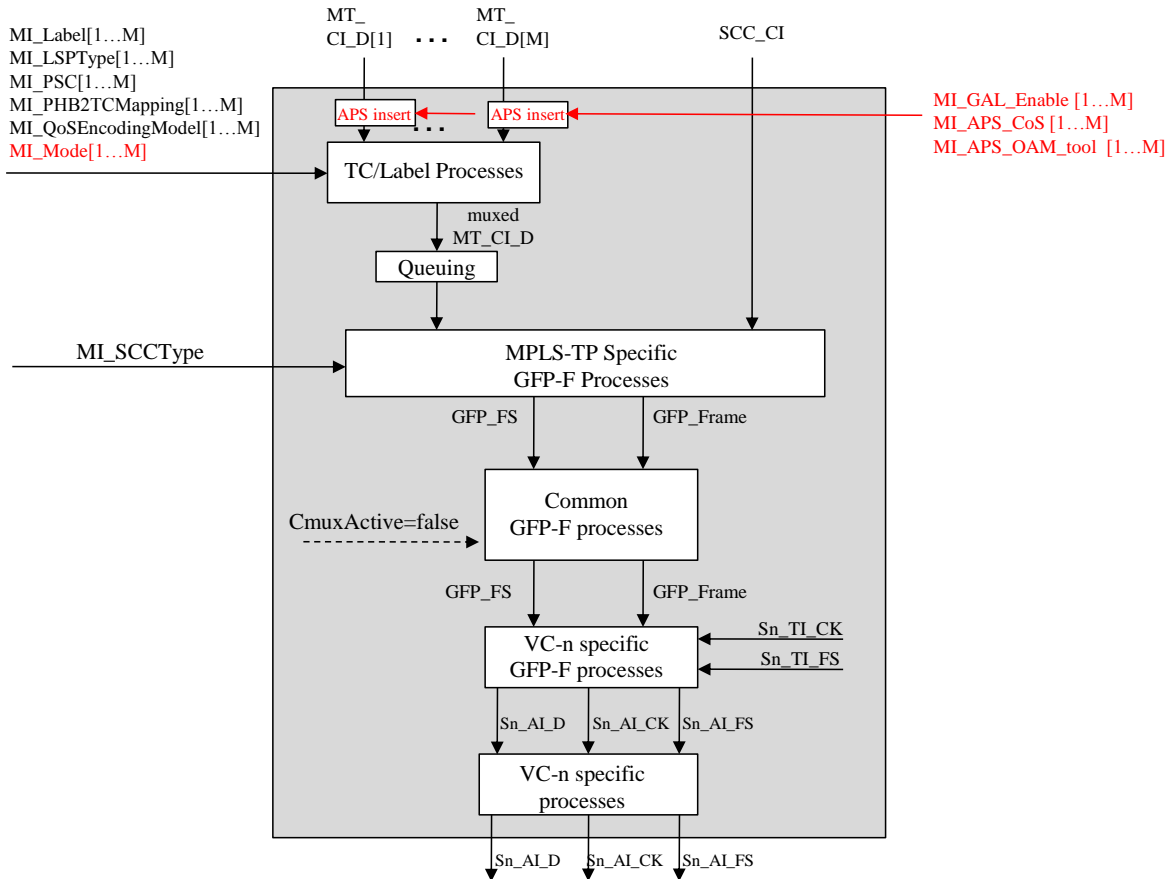 MT_
CI_D[1]
...
MT_
CI_D[M]
SCC_CI
MI_Label[1…M]
MI_LSPType[1…M]
MI_PSC[1…M]
MI_PHB2TCMapping[1…M]
MI_QoSEncodingModel[1…M]
MI_Mode[1…M]
APS insert
...
APS insert
MI_GAL_Enable [1…M]
MI_APS_CoS [1…M]
MI_APS_OAM_tool [1…M]
TC/Label Processes
muxed
MT_CI_D
Queuing
MI_SCCType
MPLS-TP Specific
GFP-F Processes
GFP_FS
GFP_Frame
Common
GFP-F processes
CmuxActive=false
GFP_FS
GFP_Frame
VC-n specific
GFP-F processes
Sn_TI_CK
Sn_TI_FS
Sn_AI_D
Sn_AI_CK
Sn_AI_FS
VC-n specific
processes
Sn_AI_D
Sn_AI_CK
Sn_AI_FS